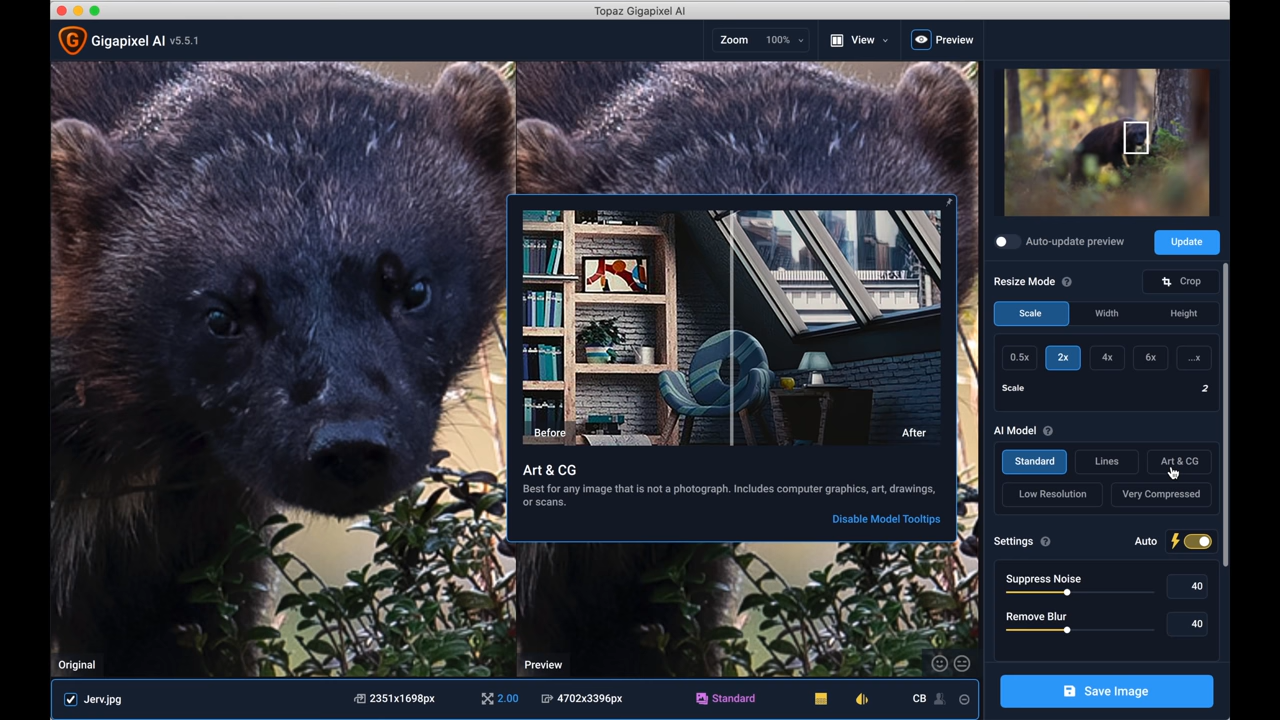 Topaz Gigapixel AI
Gigapixel AI v5.5.1
Zoom 100%
View
Preview
Auto-update preview
Update
Resize Mode
Crop
Scale
Width
Height
0.5x
2x
4x
6x
...x
Scale
2
AI Model
Standard
Lines
Art & CG
Low Resolution
Very Compressed
Settings
Auto
Suppress Noise
40
Remove Blur
40
Before
After
Art & CG
Best for any image that is not a photograph. Includes computer graphics, art, drawings,
or scans.
Disable Model Tooltips
Original
Preview
Jerv.jpg
2351x1698px
2.00
4702x3396px
Standard
CB
Save Image